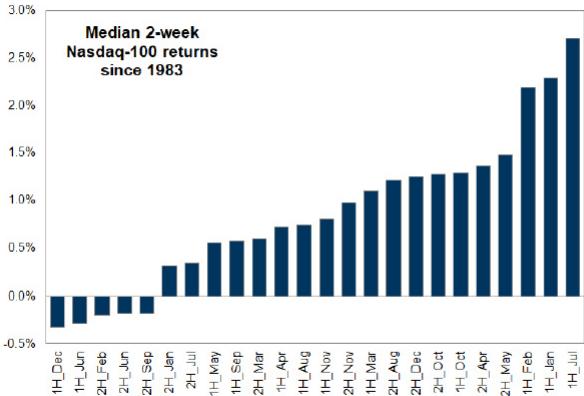 Median 2-week
Nasdaq-100 returns
since 1983
3.0%
2.5%
2.0%
1.5%
1.0%
0.5%
0.0%
-0.5%
1H_Dec
1H_Jun
2H_Feb
2H_Jun
2H_Sep
2H_Jan
2H_Jul
1H_May
1H_Sep
2H_Mar
1H_Apr
1H_Aug
1H_Nov
2H_Nov
1H_Mar
2H_Aug
2H_Dec
2H_Oct
1H_Oct
2H_Apr
2H_May
1H_Feb
1H_Jan
1H_Jul